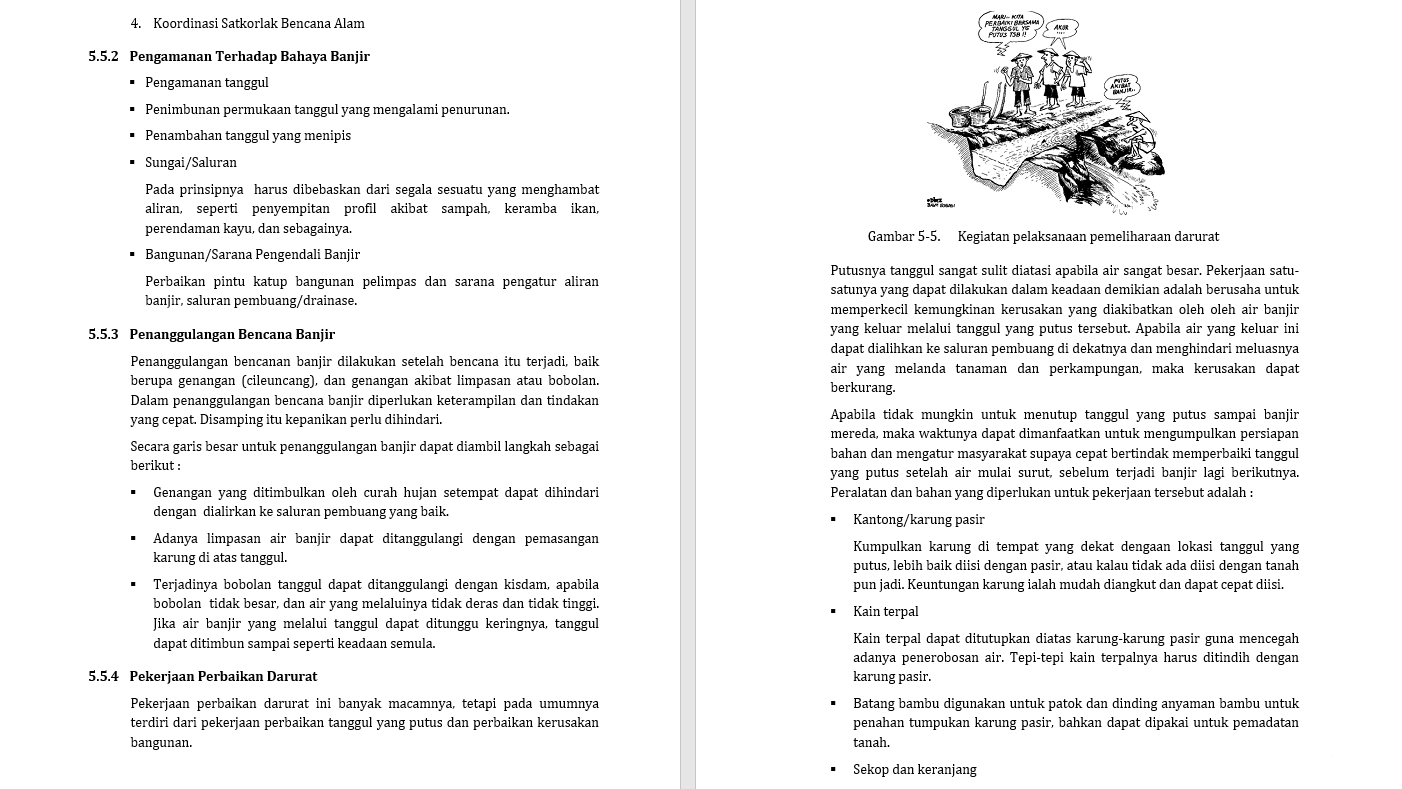 4. Koordinasi Satkorlak Bencana Alam
5.5.2 Pengamanan Terhadap Bahaya Banjir
▪ Pengamanan tanggul
▪ Penimbunan permukaan tanggul yang mengalami penurunan.
▪ Penambahan tanggul yang menipis
▪ Sungai/Saluran
Pada prinsipnya harus dibebaskan dari segala sesuatu yang menghambat
aliran, seperti penyempitan profil akibat sampah, keramba ikan,
perendaman kayu, dan sebagainya.
▪ Bangunan/Sarana Pengendali Banjir
Perbaikan pintu katup bangunan pelimpas dan sarana pengatur aliran
banjir, saluran pembuang/drainase.
5.5.3 Penanggulangan Bencana Banjir
Penanggulangan bencanan banjir dilakukan setelah bencana itu terjadi, baik
berupa genangan (cileuncang), dan genangan akibat limpasan atau bobolan.
Dalam penanggulangan bencana banjir diperlukan keterampilan dan tindakan
yang cepat. Disamping itu kepanikan perlu dihindari.
Secara garis besar untuk penanggulangan banjir dapat diambil langkah sebagai
berikut :
▪ Genangan yang ditimbulkan oleh curah hujan setempat dapat dihindari
dengan dialirkan ke saluran pembuang yang baik.
▪ Adanya limpasan air banjir dapat ditanggulangi dengan pemasangan
karung di atas tanggul.
▪ Terjadinya bobolan tanggul dapat ditanggulangi dengan kisdam, apabila
bobolan tidak besar, dan air yang melaluinya tidak deras dan tidak tinggi.
Jika air banjir yang melalui tanggul dapat ditunggu keringnya, tanggul
dapat ditimbun sampai seperti keadaan semula.
5.5.4 Pekerjaan Perbaikan Darurat
Pekerjaan perbaikan darurat ini banyak macamnya, tetapi pada umumnya
terdiri dari pekerjaan perbaikan tanggul yang putus dan perbaikan kerusakan
bangunan.
MARI- KITA
PERBAIKI BERSAMA
TANGGUL YG
PUTUS TSB !!
AKUR
....
PUTUS
AKIBAT
BANJIR..
Gambar 5-5. Kegiatan pelaksanaan pemeliharaan darurat
Putusnya tanggul sangat sulit diatasi apabila air sangat besar. Pekerjaan satu-
satunya yang dapat dilakukan dalam keadaan demikian adalah berusaha untuk
memperkecil kemungkinan kerusakan yang diakibatkan oleh oleh air banjir
yang keluar melalui tanggul yang putus tersebut. Apabila air yang keluar ini
dapat dialihkan ke saluran pembuang di dekatnya dan menghindari meluasnya
air yang melanda tanaman dan perkampungan, maka kerusakan dapat
berkurang.
Apabila tidak mungkin untuk menutup tanggul yang putus sampai banjir
mereda, maka waktunya dapat dimanfaatkan untuk mengumpulkan persiapan
bahan dan mengatur masyarakat supaya cepat bertindak memperbaiki tanggul
yang putus setelah air mulai surut, sebelum terjadi banjir lagi berikutnya.
Peralatan dan bahan yang diperlukan untuk pekerjaan tersebut adalah :
▪ Kantong/karung pasir
Kumpulkan karung di tempat yang dekat dengaan lokasi tanggul yang
putus, lebih baik diisi dengan pasir, atau kalau tidak ada diisi dengan tanah
pun jadi. Keuntungan karung ialah mudah diangkut dan dapat cepat diisi.
▪ Kain terpal
Kain terpal dapat ditutupkan diatas karung-karung pasir guna mencegah
adanya penerobosan air. Tepi-tepi kain terpalnya harus ditindih dengan
karung pasir.
▪ Batang bambu digunakan untuk patok dan dinding anyaman bambu untuk
penahan tumpukan karung pasir, bahkan dapat dipakai untuk pemadatan
tanah.
▪ Sekop dan keranjang